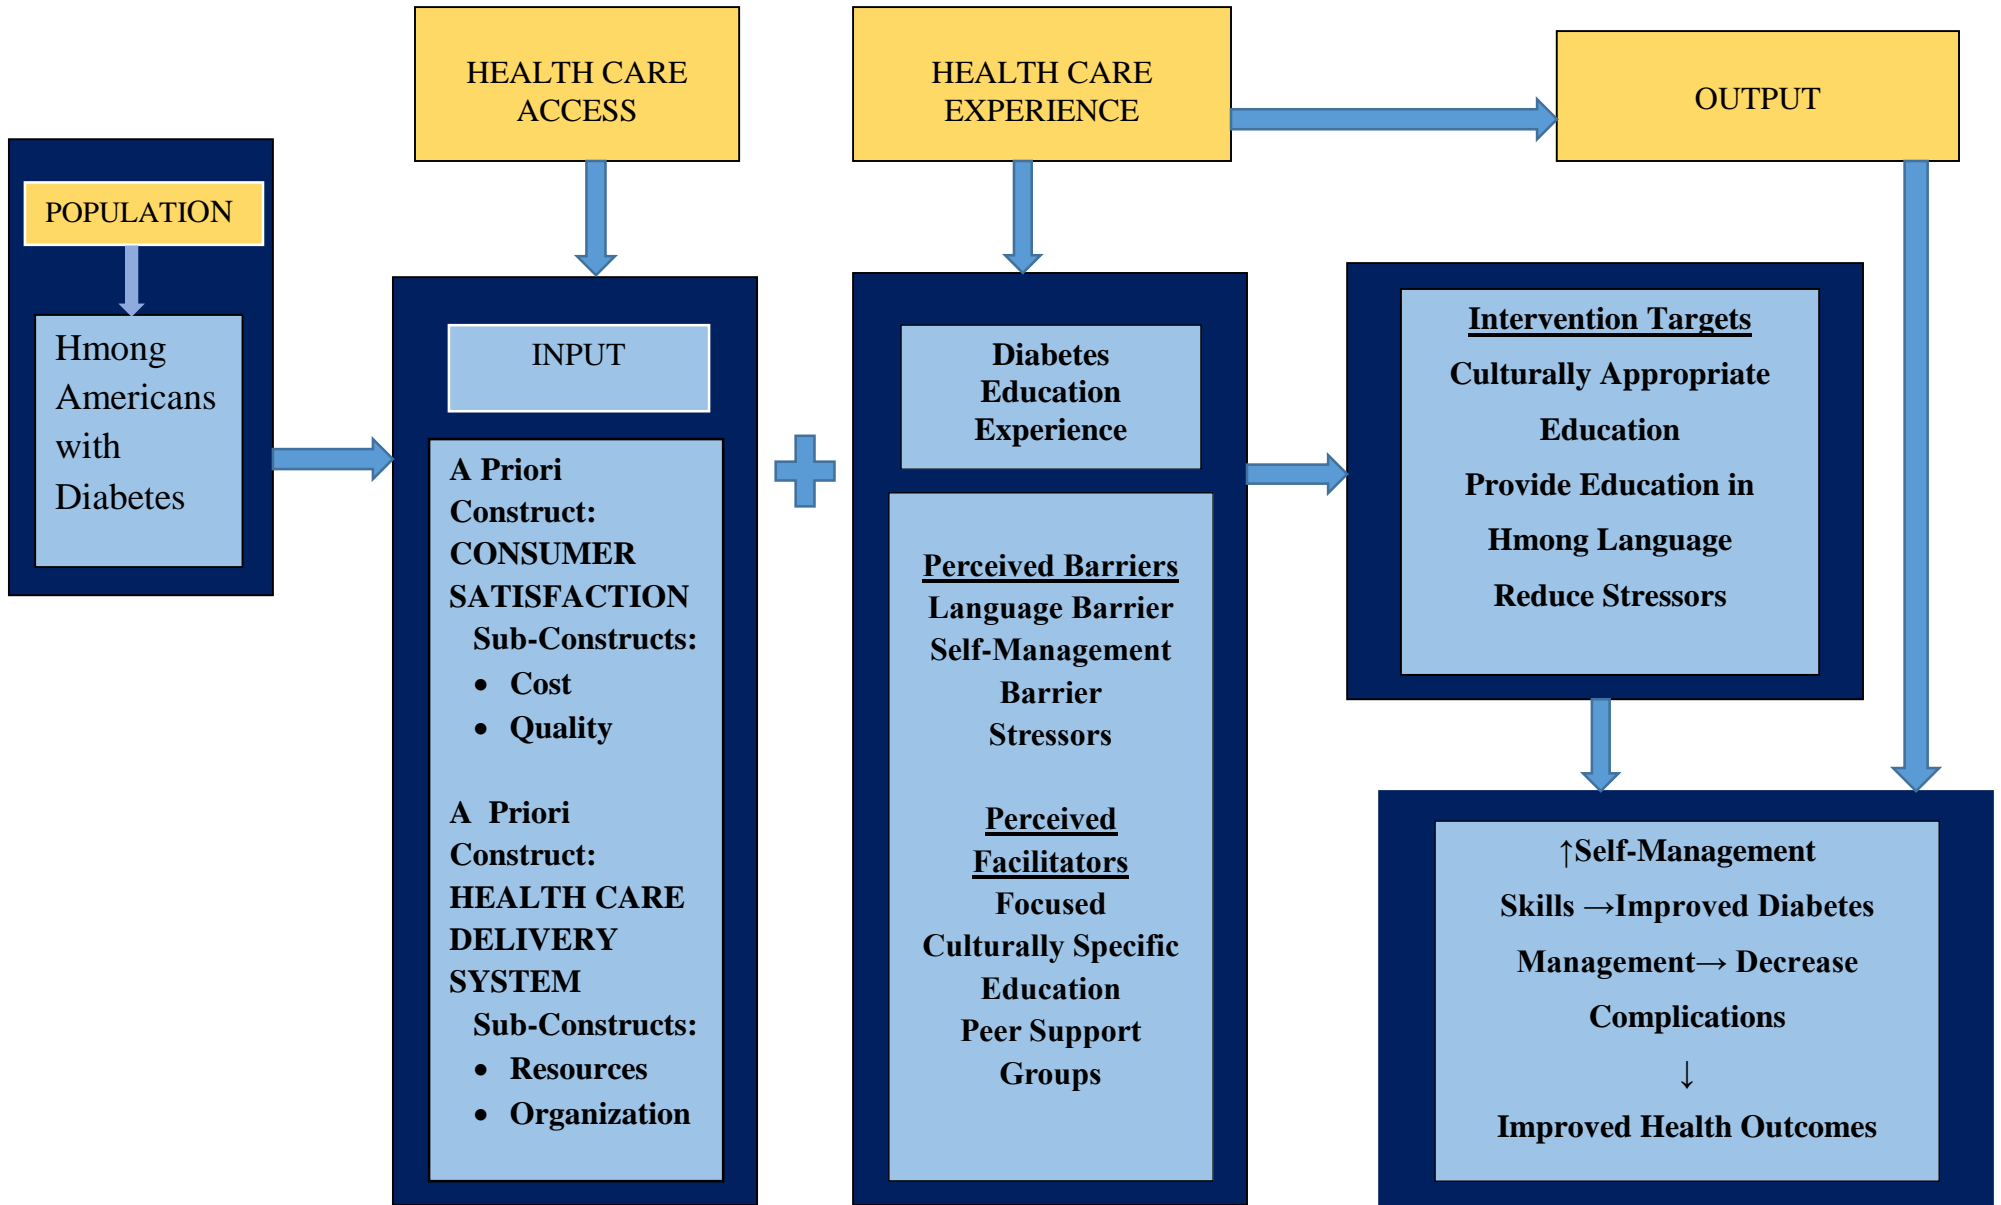 HEALTH CARE
ACCESS
HEALTH CARE
EXPERIENCE
OUTPUT
POPULATION
Hmong
Americans
with
Diabetes
INPUT
A Priori
Construct:
CONSUMER
SATISFACTION
Sub-Constructs:
• Cost
• Quality
A Priori
Construct:
HEALTH CARE
DELIVERY
SYSTEM
Sub-Constructs:
• Resources
• Organization
Diabetes
Education
Experience
Perceived Barriers
Language Barrier
Self-Management
Barrier
Stressors
Perceived
Facilitators
Focused
Culturally Specific
Education
Peer Support
Groups
Intervention Targets
Culturally Appropriate
Education
Provide Education in
Hmong Language
Reduce Stressors
↑Self-Management
Skills →Improved Diabetes
Management→ Decrease
Complications
↓
Improved Health Outcomes